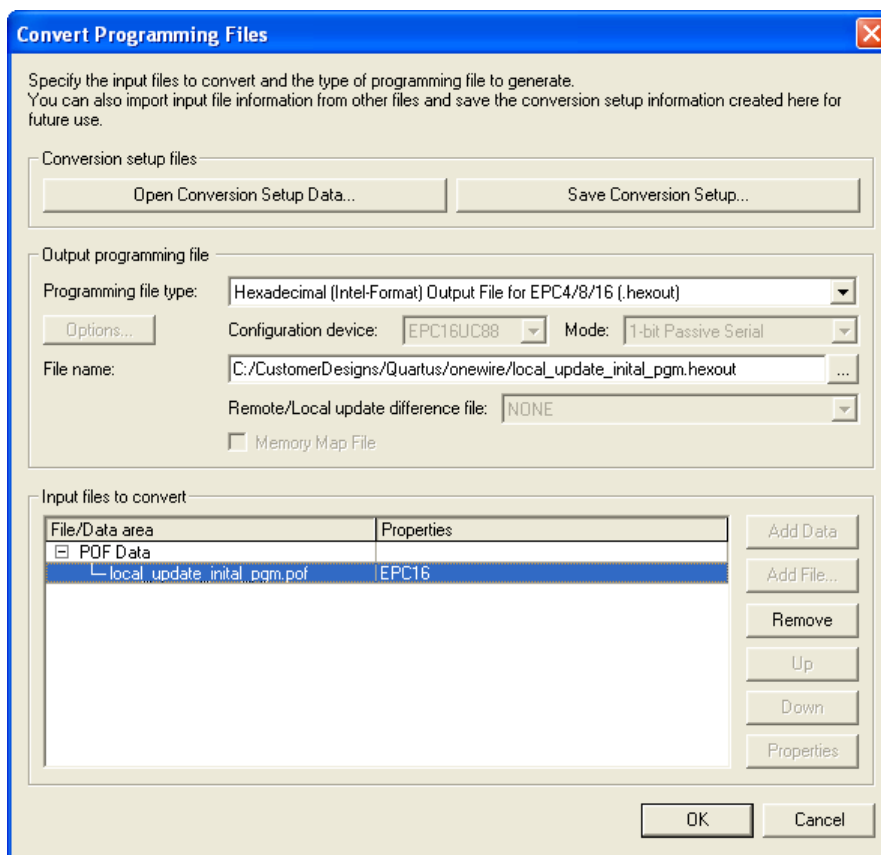 Convert Programming Files
Specify the input files to convert and the type of programming file to generate.
You can also import input file information from other files and save the conversion setup information created here for
future use.
Conversion setup files
Open Conversion Setup Data... Save Conversion Setup...
Output programming file
Programming file type: Hexadecimal (Intel-Format) Output File for EPC4/8/16 (.hexout)
Options... Configuration device: EPC16UC88 Mode: 1-bit Passive Serial
File name: C:/CustomerDesigns/Quartus/onewire/local_update_inital_pgm.hexout ...
Remote/Local update difference file: NONE
Memory Map File
Input files to convert
File/Data area Properties Add Data
POF Data
local_update_inital_pgm.pof EPC16 Add File...
Remove
Up
Down
Properties
OK Cancel